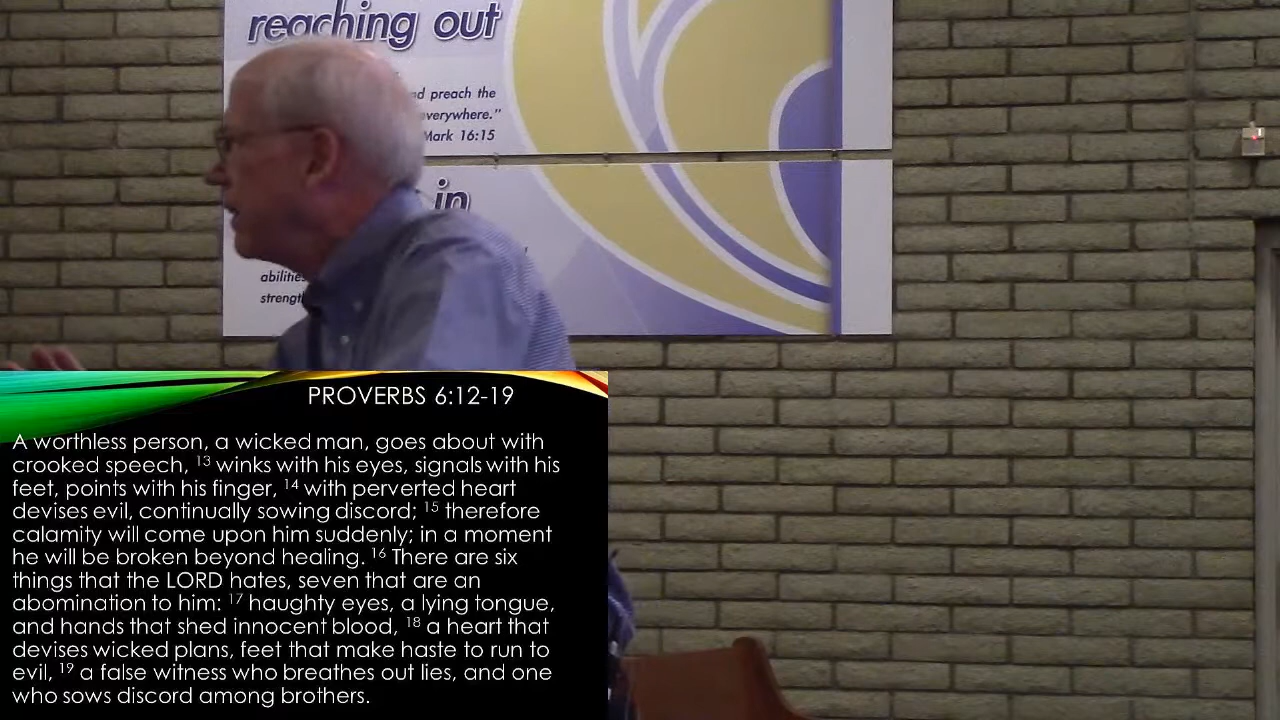 reaching out
preach the
everywhere."
Mark 16:15
in
PROVERBS 6:12-19
A worthless person, a wicked man, goes about with
crooked speech, 13 winks with his eyes, signals with his
feet, points with his finger, 14 with perverted heart
devises evil, continually sowing discord; 15 therefore
calamity will come upon him suddenly; in a moment
he will be broken beyond healing. 16 There are six
things that the LORD hates, seven that are an
abomination to him: 17 haughty eyes, a lying tongue,
and hands that shed innocent blood, 18 a heart that
devises wicked plans, feet that make haste to run to
evil, 19 a false witness who breathes out lies, and one
who sows discord among brothers.